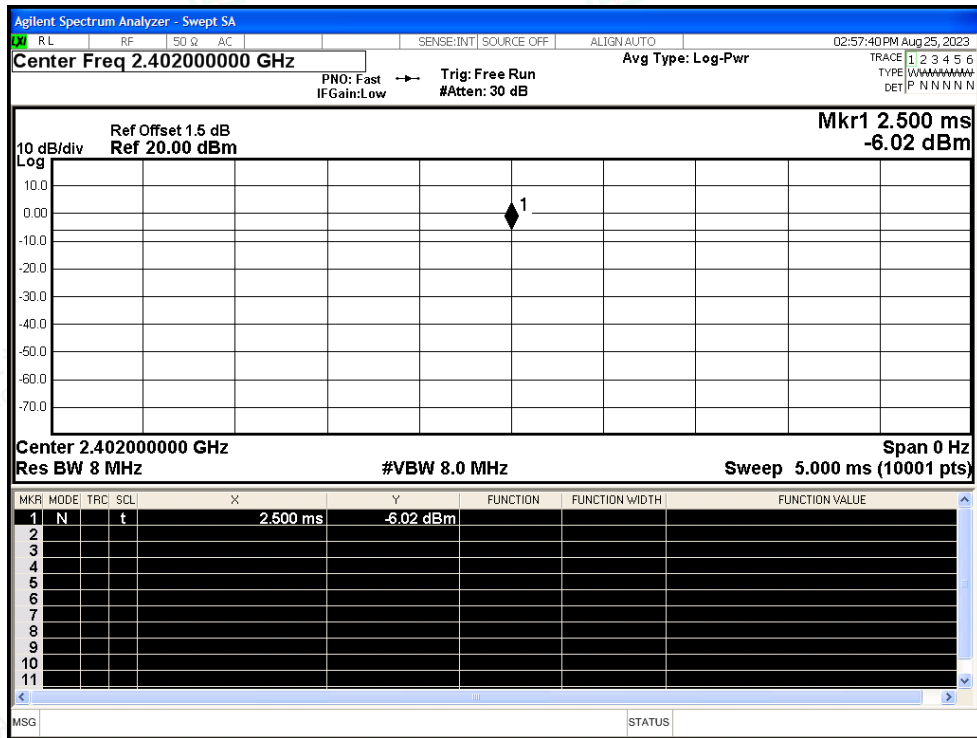 Agilent Spectrum Analyzer - Swept SA
LXI RL RF 50 Ω AC SENSE:INT SOURCE OFF ALIGN AUTO 02:57:40 PM Aug 25, 2023
Center Freq 2.402000000 GHz Avg Type: Log-Pwr TRACE 1 2 3 4 5 6
PNO: Fast Trig: Free Run TYPE WWWWWW
IFGain:Low #Atten: 30 dB DET P N N N N N
Mkr1 2.500 ms
Ref Offset 1.5 dB
10 dB/div Ref 20.00 dBm -6.02 dBm
Log
10.0
1
0.00
-10.0
-20.0
-30.0
-40.0
-50.0
-60.0
-70.0
Center 2.402000000 GHz Span 0 Hz
Res BW 8 MHz #VBW 8.0 MHz Sweep 5.000 ms (10001 pts)
MKR MODE TRC SCL X Y FUNCTION FUNCTION WIDTH FUNCTION VALUE
1 N t 2.500 ms -6.02 dBm
2
3
4
5
6
7
8
9
10
11
MSG STATUS